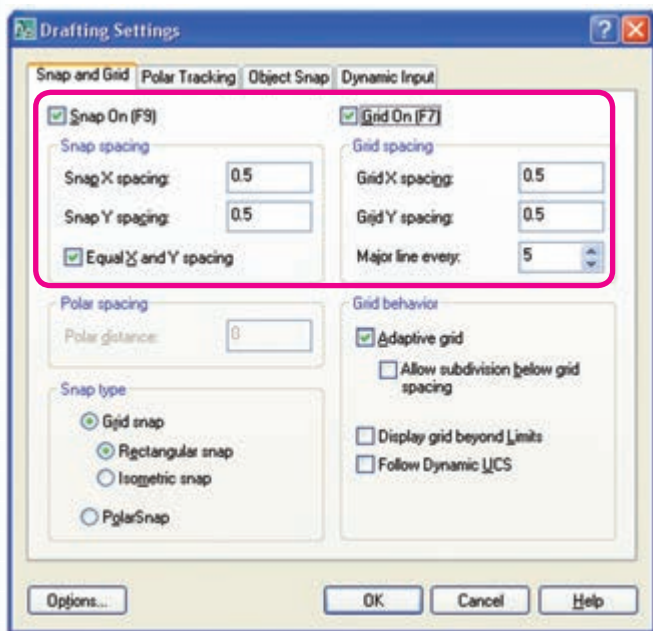 Drafting Settings
Snap and Grid Polar Tracking Object Snap Dynamic Input
Snap On (F9)
Grid On (F7)
Snap spacing
Snap X spacing: 0.5
Snap Y spacing: 0.5
Equal X and Y spacing
Grid spacing
Grid X spacing: 0.5
Grid Y spacing: 0.5
Major line every: 5
Polar spacing
Polar distance: 0
Grid behavior
Adaptive grid
Allow subdivision below grid
spacing
Display grid beyond Limits
Follow Dynamic UCS
Snap type
Grid snap
Rectangular snap
Isometric snap
PolarSnap
Options... OK Cancel Help